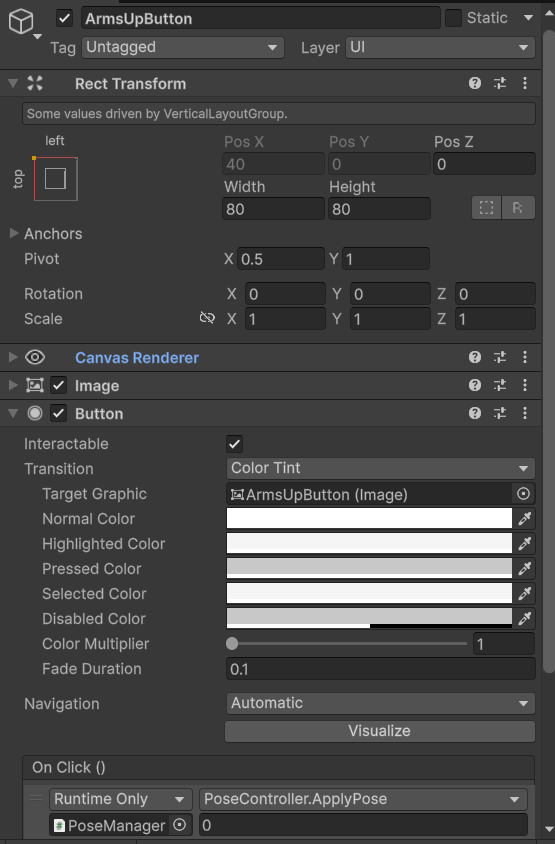 ArmsUpButton Static
Tag Untagged Layer UI
Rect Transform
Some values driven by VerticalLayoutGroup.
left Pos X Pos Y Pos Z
top 40 0 0
Width Height
80 80 R
Anchors
Pivot X 0.5 Y 1
Rotation X 0 Y 0 Z 0
Scale X 1 Y 1 Z 1
Canvas Renderer
Image
Button
Interactable
Transition Color Tint
Target Graphic ArmsUpButton (Image)
Normal Color
Highlighted Color
Pressed Color
Selected Color
Disabled Color
Color Multiplier 1
Fade Duration 0.1
Navigation Automatic
Visualize
On Click ()
Runtime Only PoseController.ApplyPose
PoseManager 0